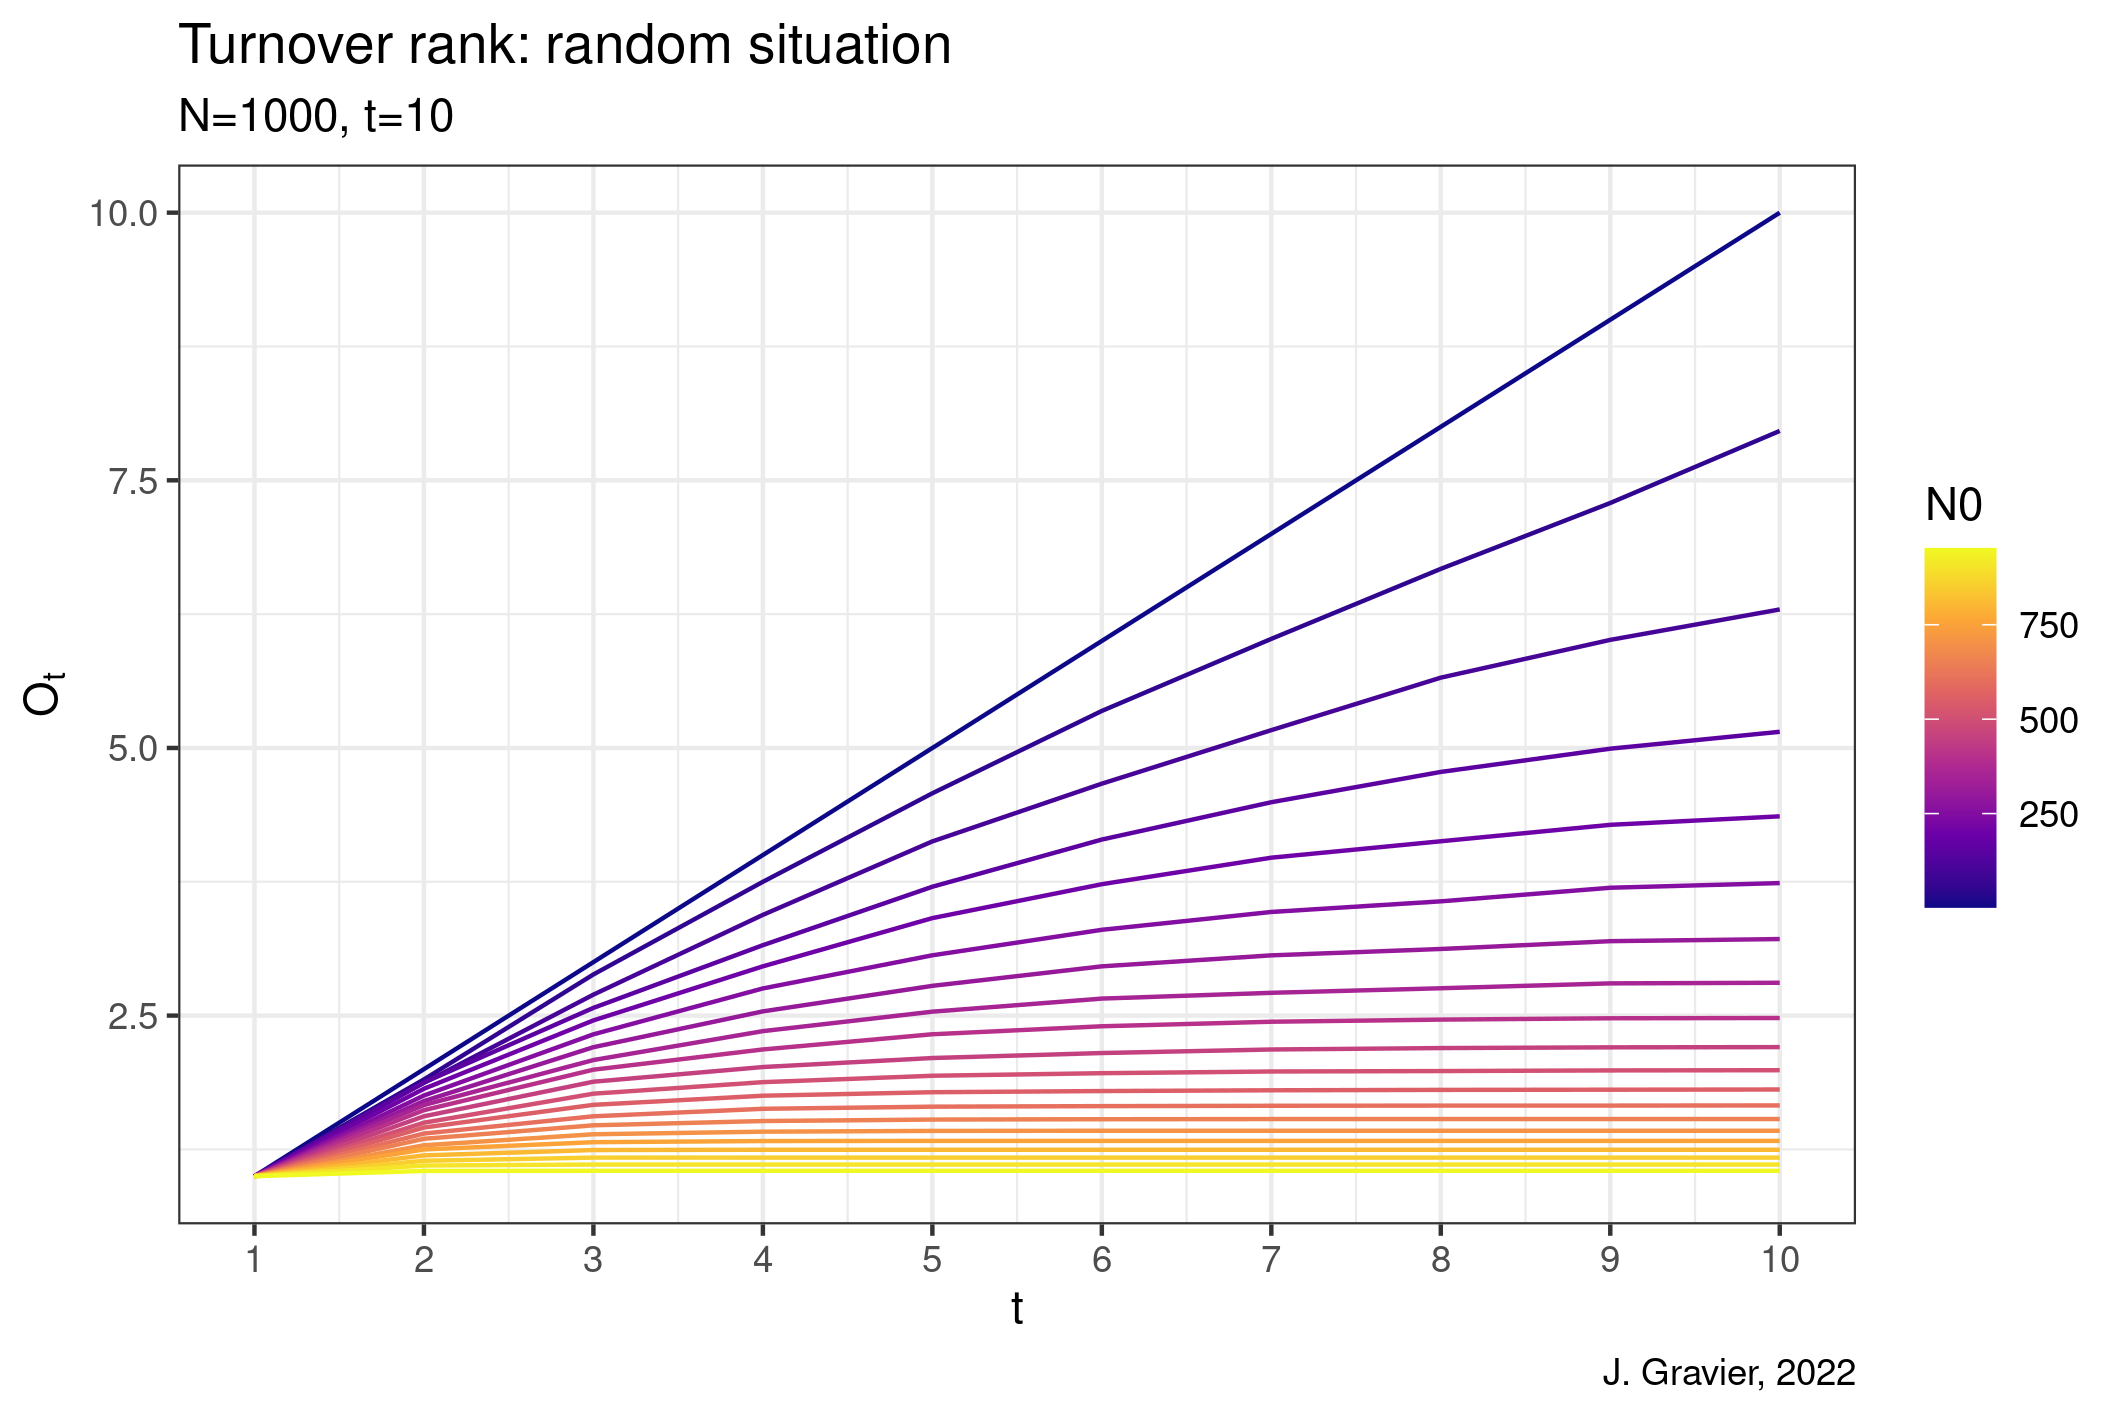 Turnover rank: random situation
N=1000, t=10
10.0
7.5
5.0
2.5
Ot
1 2 3 4 5 6 7 8 9 10
t
N0
750
500
250
J. Gravier, 2022